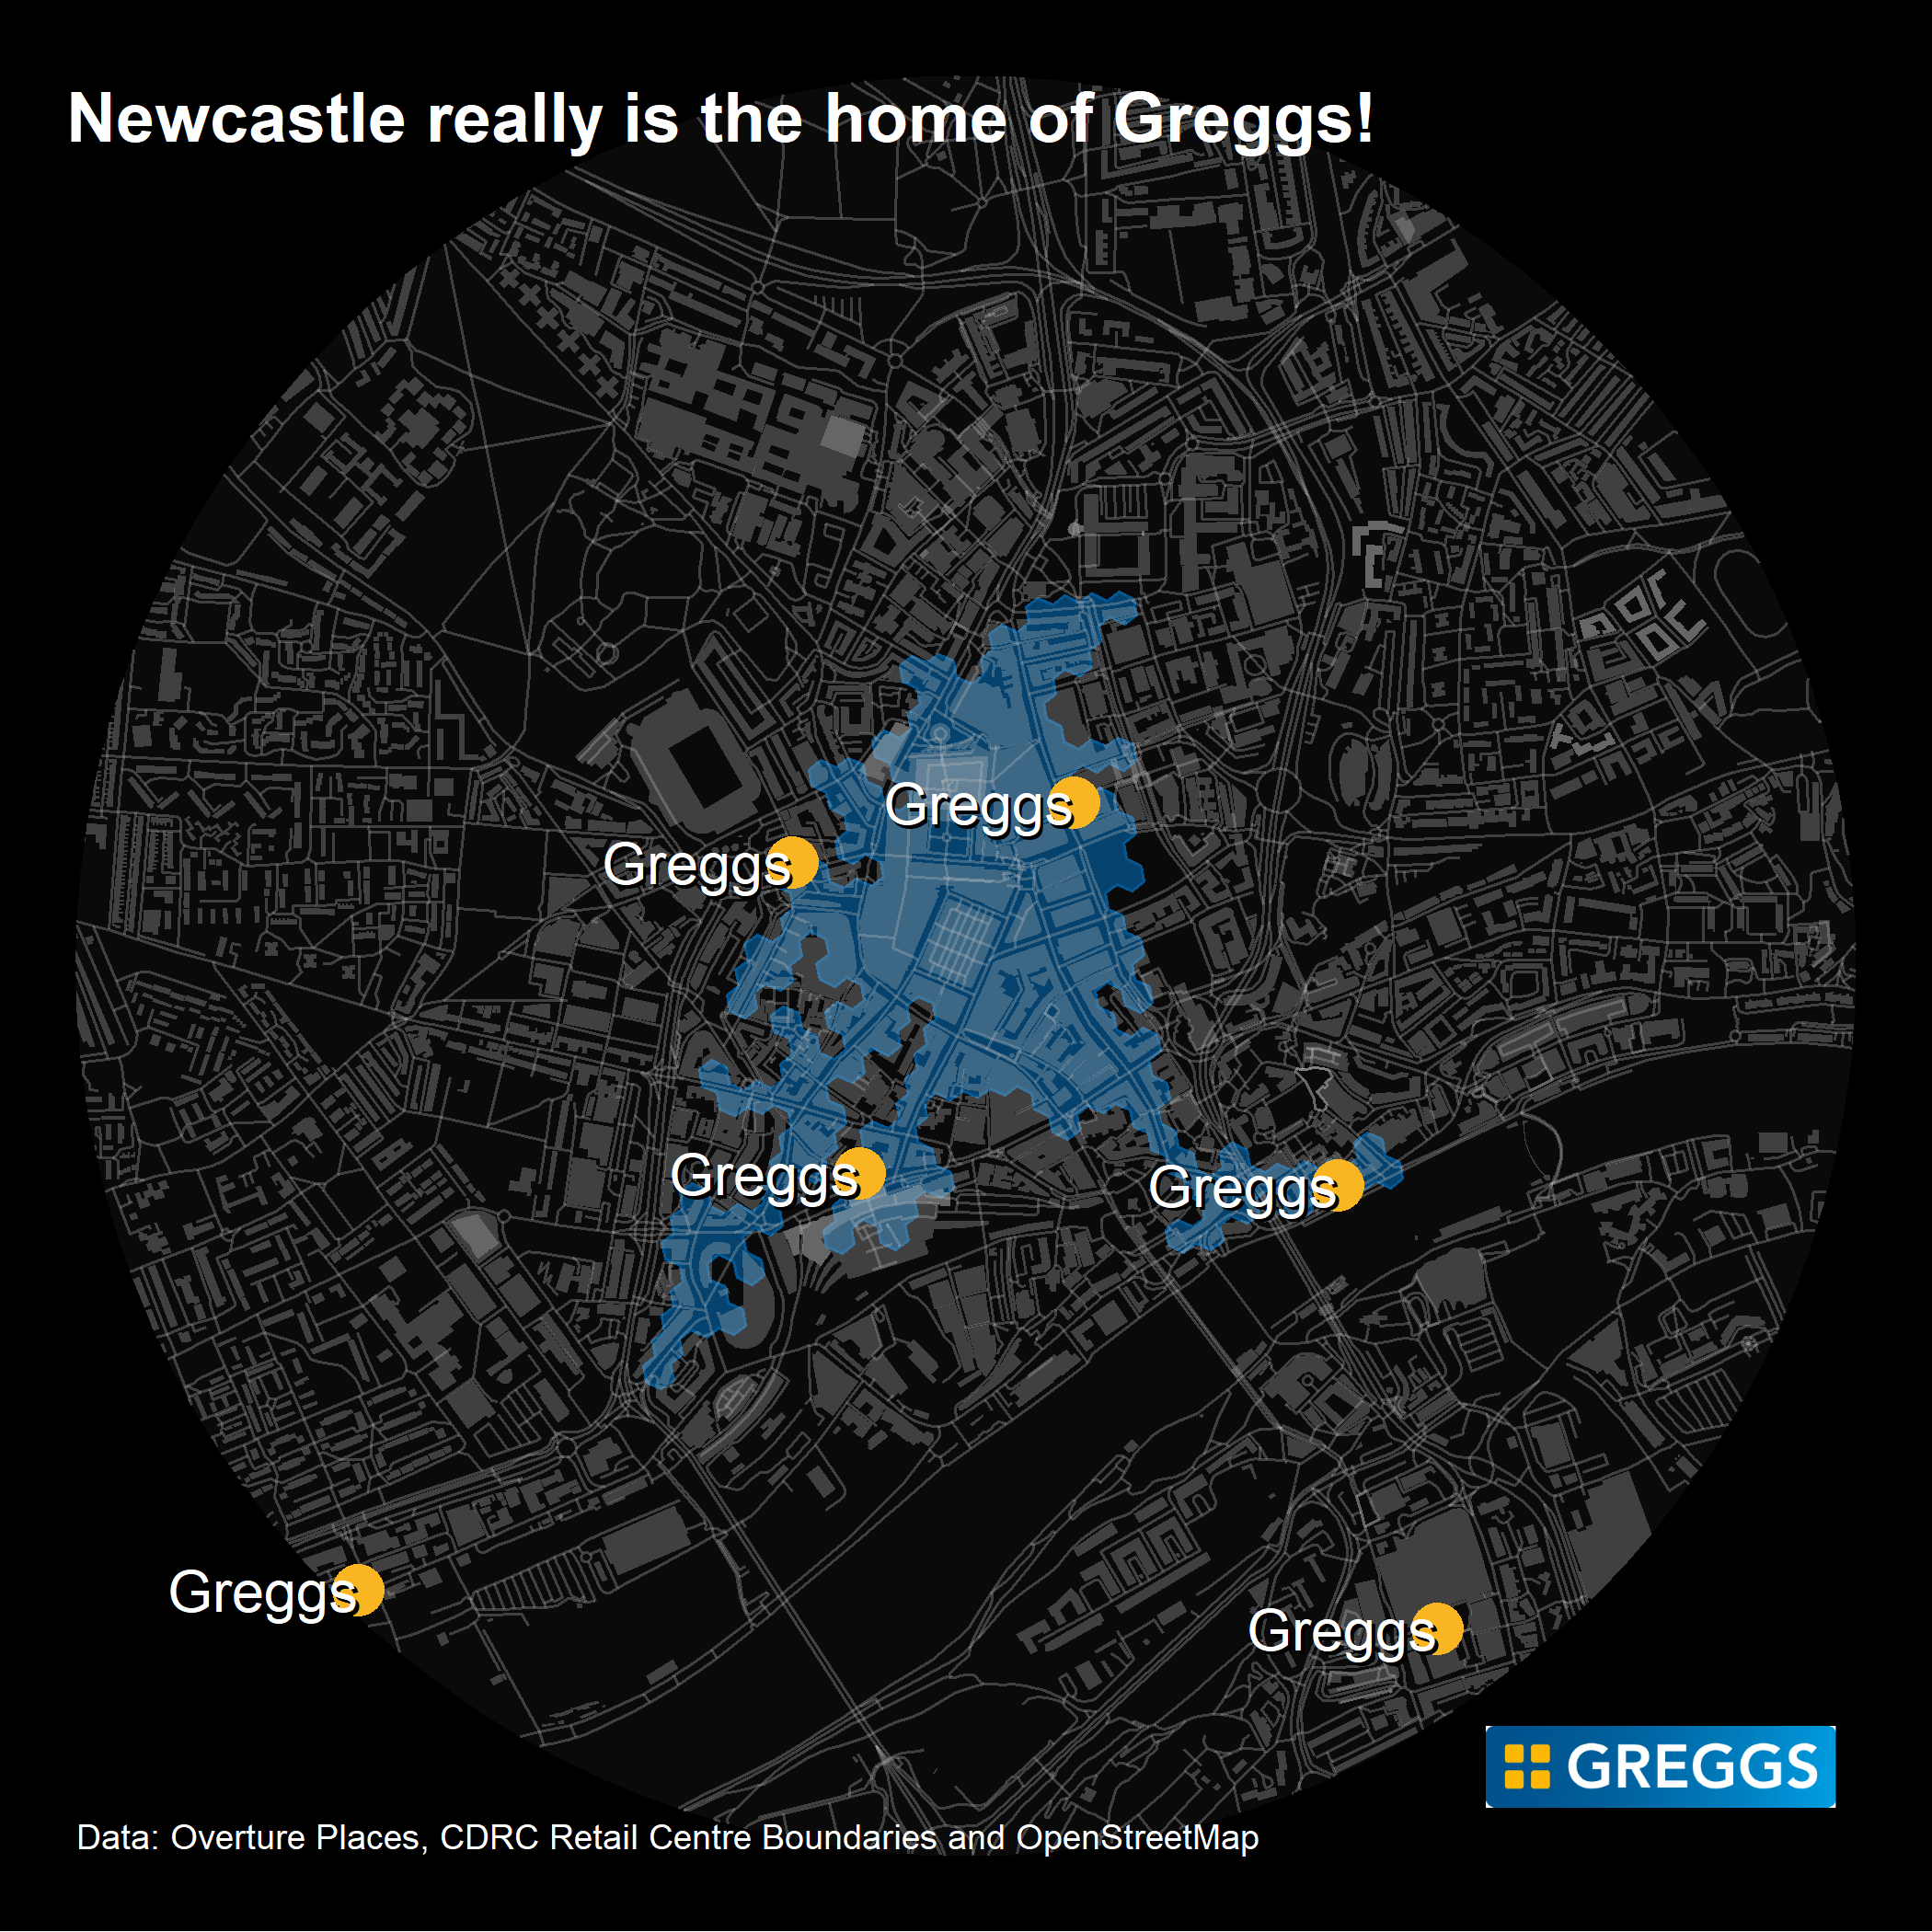 Newcastle really is the home of Greggs!
Greggs
Greggs
Greggs
Greggs
Greggs
Greggs
GREGGS
Data: Overture Places, CDRC Retail Centre Boundaries and OpenStreetMap